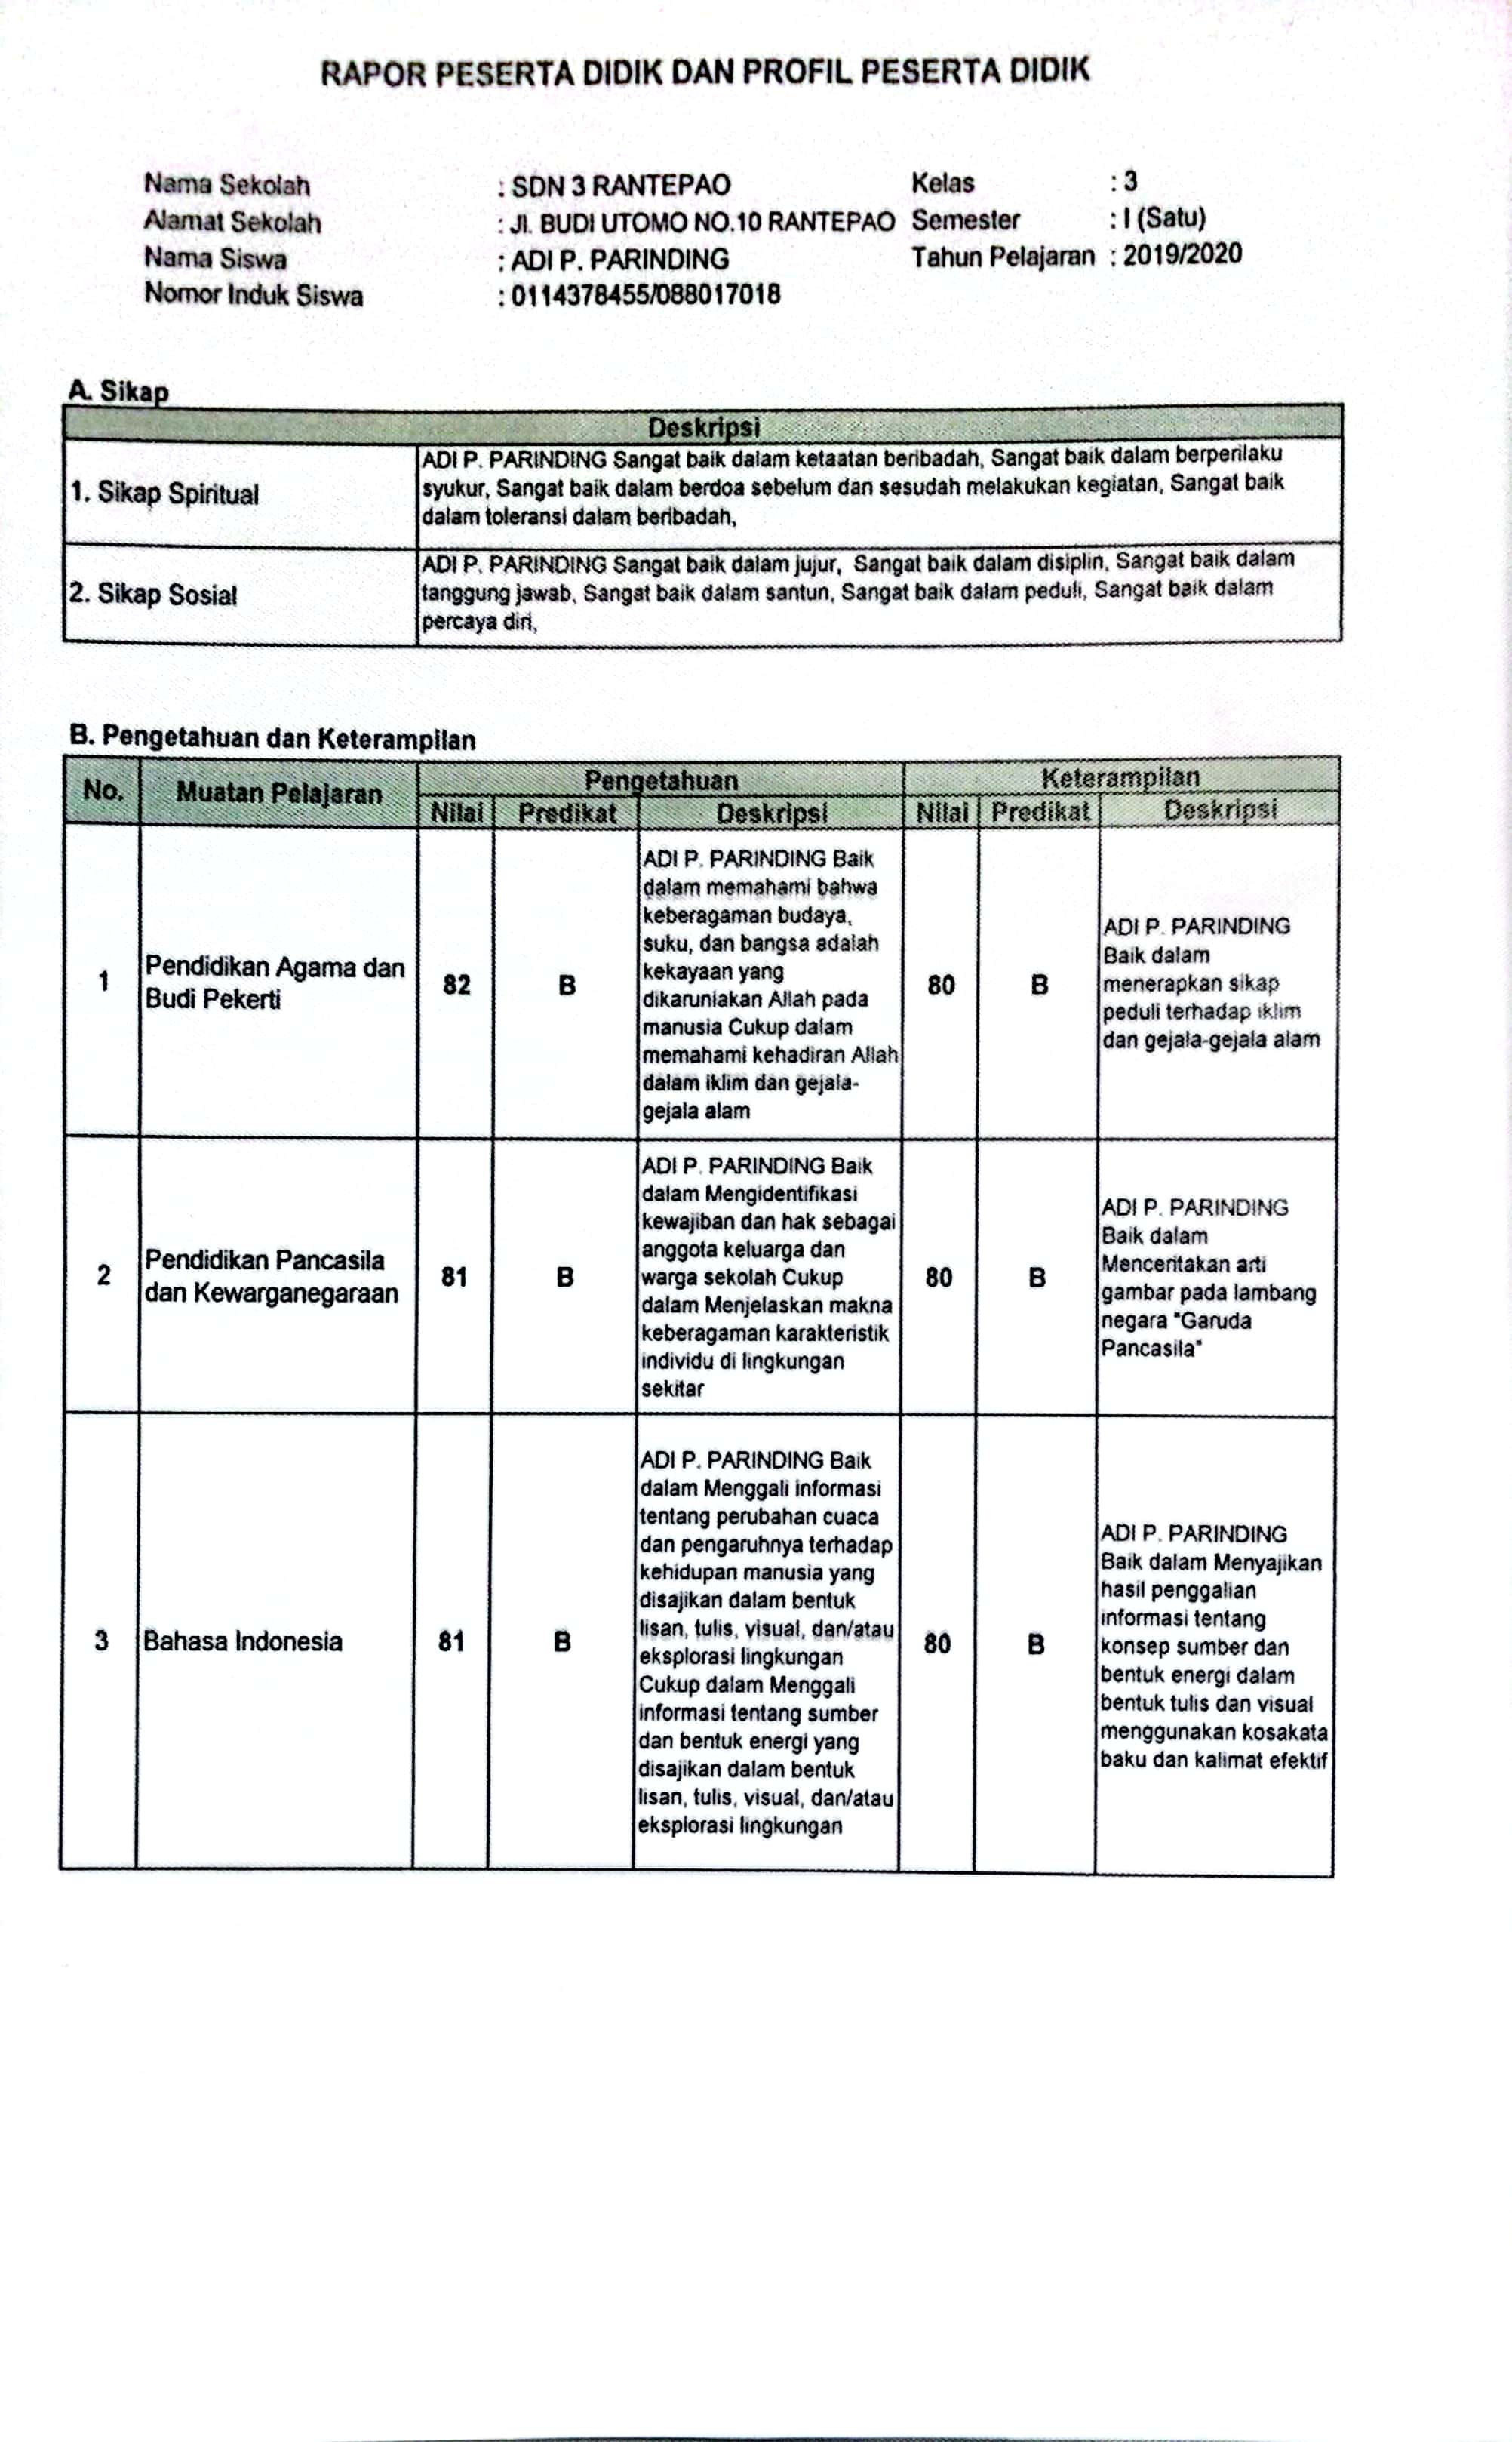 RAPOR PESERTA DIDIK DAN PROFIL PESERTA DIDIK
Nama Sekolah : SDN 3 RANTEPAO Kelas : 3
Alamat Sekolah : Jl. BUDI UTOMO NO.10 RANTEPAO Semester : I (Satu)
Nama Siswa : ADI P. PARINDING Tahun Pelajaran : 2019/2020
Nomor Induk Siswa : 0114378455/088017018
A. Sikap
Deskripsi
1. Sikap Spiritual
ADI P. PARINDING Sangat baik dalam ketaatan beribadah, Sangat baik dalam berperilaku
syukur, Sangat baik dalam berdoa sebelum dan sesudah melakukan kegiatan, Sangat baik
dalam toleransi dalam beribadah,
2. Sikap Sosial
ADI P. PARINDING Sangat baik dalam jujur, Sangat baik dalam disiplin, Sangat baik dalam
tanggung jawab, Sangat baik dalam santun, Sangat baik dalam peduli, Sangat baik dalam
percaya diri,
B. Pengetahuan dan Keterampilan
No. Muatan Pelajaran Pengetahuan Keterampilan
Nilai Predikat Deskripsi Nilai Predikat Deskripsi
1
Pendidikan Agama dan
Budi Pekerti
82
B
ADI P. PARINDING Baik
dalam memahami bahwa
keberagaman budaya,
suku, dan bangsa adalah
kekayaan yang
dikaruniakan Allah pada
manusia Cukup dalam
memahami kehadiran Allah
dalam iklim dan gejala-
gejala alam
80
B
ADI P. PARINDING
Baik dalam
menerapkan sikap
peduli terhadap iklim
dan gejala-gejala alam
2
Pendidikan Pancasila
dan Kewarganegaraan
81
B
ADI P. PARINDING Baik
dalam Mengidentifikasi
kewajiban dan hak sebagai
anggota keluarga dan
warga sekolah Cukup
dalam Menjelaskan makna
keberagaman karakteristik
individu di lingkungan
sekitar
80
B
ADI P. PARINDING
Baik dalam
Menceritakan arti
gambar pada lambang
negara "Garuda
Pancasila"
3
Bahasa Indonesia
81
B
ADI P. PARINDING Baik
dalam Menggali informasi
tentang perubahan cuaca
dan pengaruhnya terhadap
kehidupan manusia yang
disajikan dalam bentuk
lisan, tulis, visual, dan/atau
eksplorasi lingkungan
Cukup dalam Menggali
informasi tentang sumber
dan bentuk energi yang
disajikan dalam bentuk
lisan, tulis, visual, dan/atau
eksplorasi lingkungan
80
B
ADI P. PARINDING
Baik dalam Menyajikan
hasil penggalian
informasi tentang
konsep sumber dan
bentuk energi dalam
bentuk tulis dan visual
menggunakan kosakata
baku dan kalimat efektif